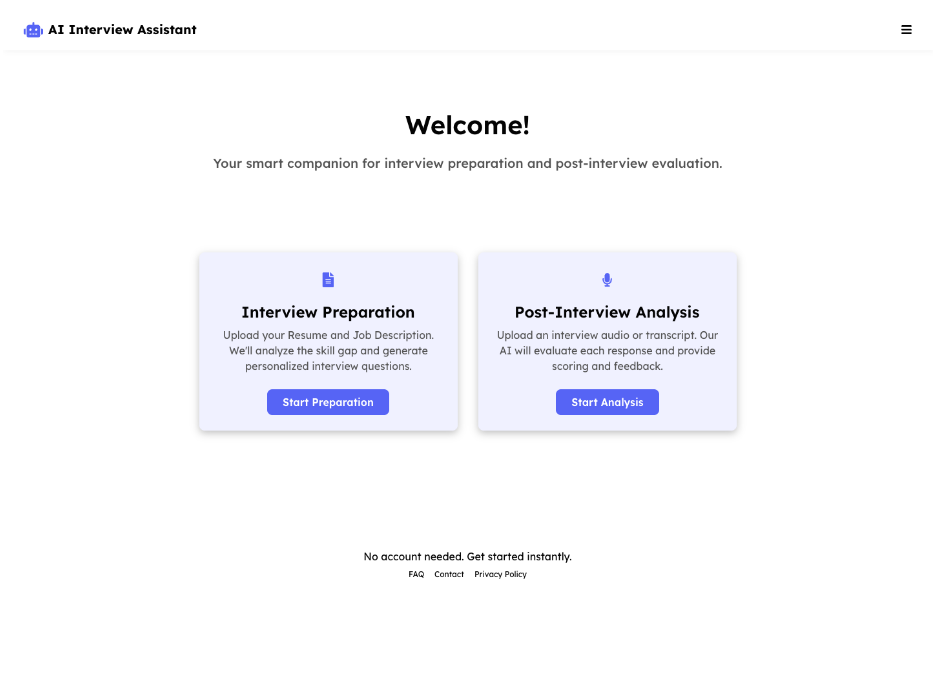 AI Interview Assistant
Welcome!
Your smart companion for interview preparation and post-interview evaluation.
Interview Preparation
Upload your Resume and Job Description.
We'll analyze the skill gap and generate
personalized interview questions.
Start Preparation
Post-Interview Analysis
Upload an interview audio or transcript. Our
AI will evaluate each response and provide
scoring and feedback.
Start Analysis
No account needed. Get started instantly.
FAQ Contact Privacy Policy